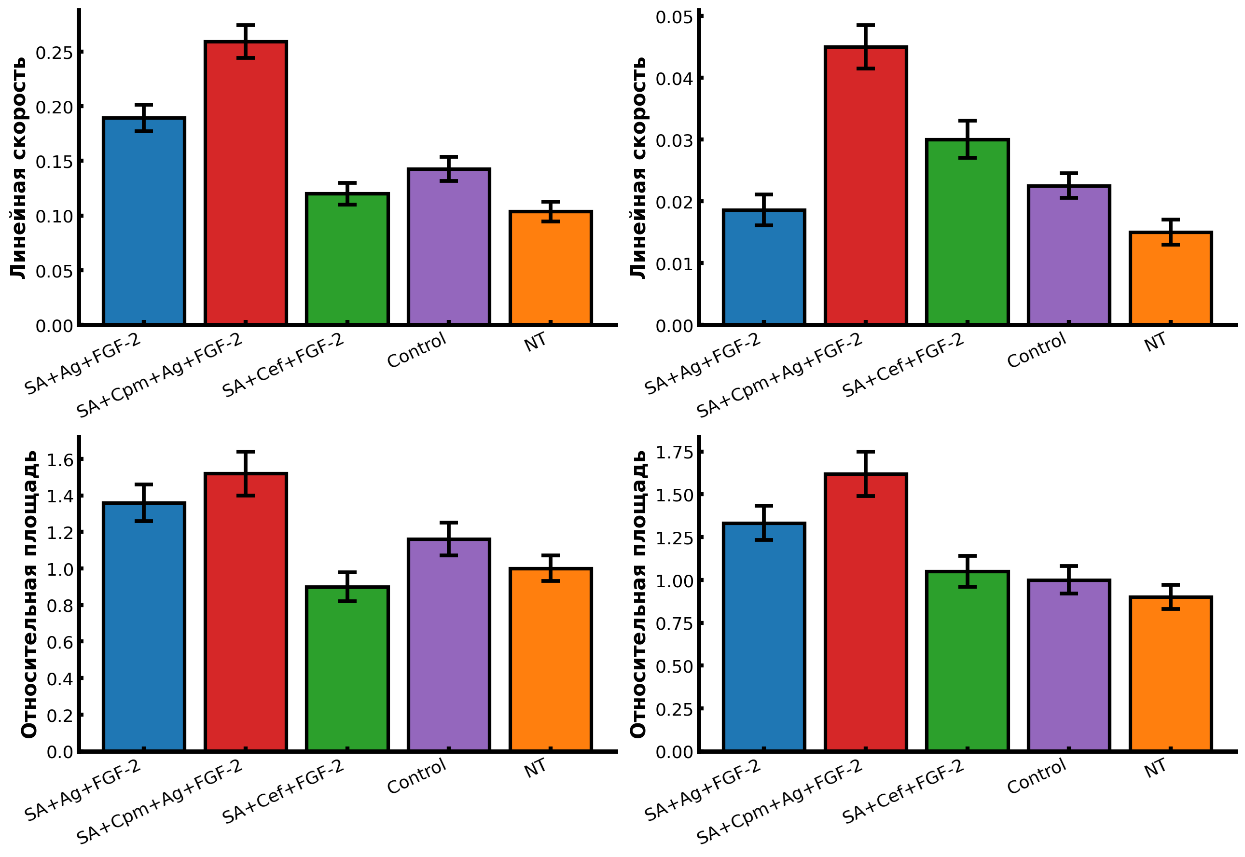 Линейная скорость
0.25
0.20
0.15
0.10
0.05
0.00
SA+Ag+FGF-2
SA+Cpm+Ag+FGF-2
SA+Cef+FGF-2
Control
NT
Линейная скорость
0.05
0.04
0.03
0.02
0.01
0.00
SA+Ag+FGF-2
SA+Cpm+Ag+FGF-2
SA+Cef+FGF-2
Control
NT
Относительная площадь
1.6
1.4
1.2
1.0
0.8
0.6
0.4
0.2
0.0
SA+Ag+FGF-2
SA+Cpm+Ag+FGF-2
SA+Cef+FGF-2
Control
NT
Относительная площадь
1.75
1.50
1.25
1.00
0.75
0.50
0.25
0.00
SA+Ag+FGF-2
SA+Cpm+Ag+FGF-2
SA+Cef+FGF-2
Control
NT